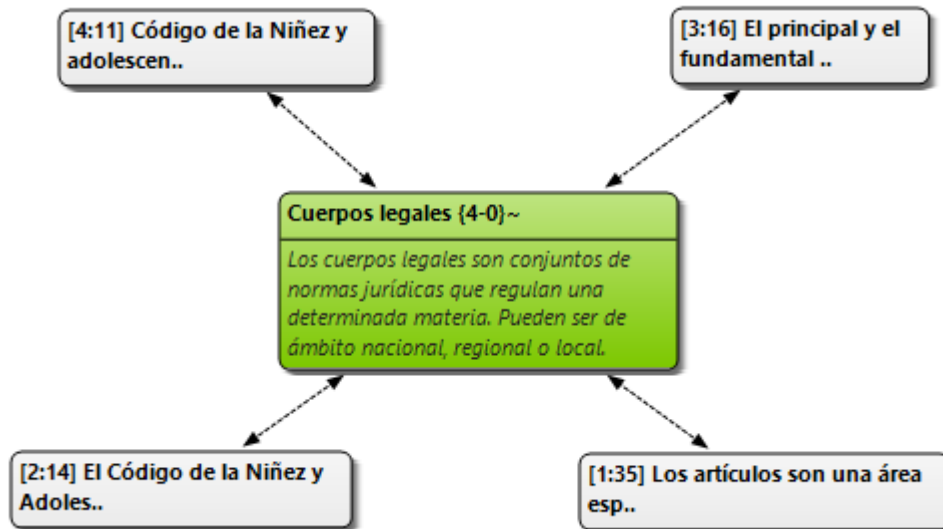 [4:11] Código de la Niñez y
adolescen..
[3:16] El principal y el
fundamental ..
Cuerpos legales {4-0}~
Los cuerpos legales son conjuntos de
normas jurídicas que regulan una
determinada materia. Pueden ser de
ámbito nacional, regional o local.
[2:14] El Código de la Niñez y
Adoles..
[1:35] Los artículos son una área
esp..